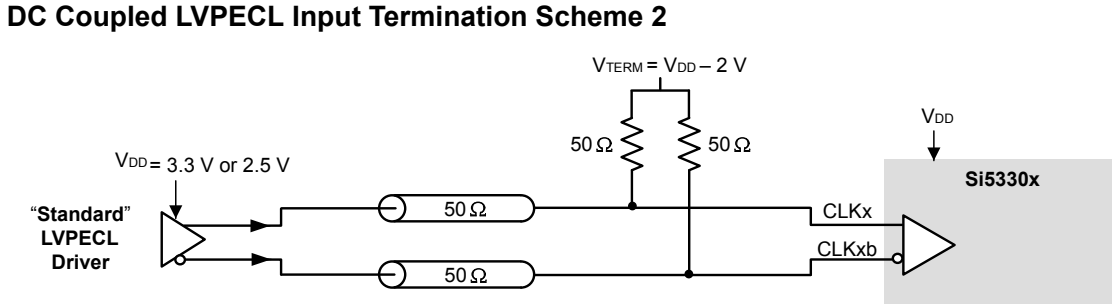 DC Coupled LVPECL Input Termination Scheme 2
VTERM = VDD – 2 V
50 Ω
50 Ω
VDD
VDD = 3.3 V or 2.5 V
Si5330x
"Standard"
LVPECL
Driver
50 Ω
CLKx
CLKxb
50 Ω